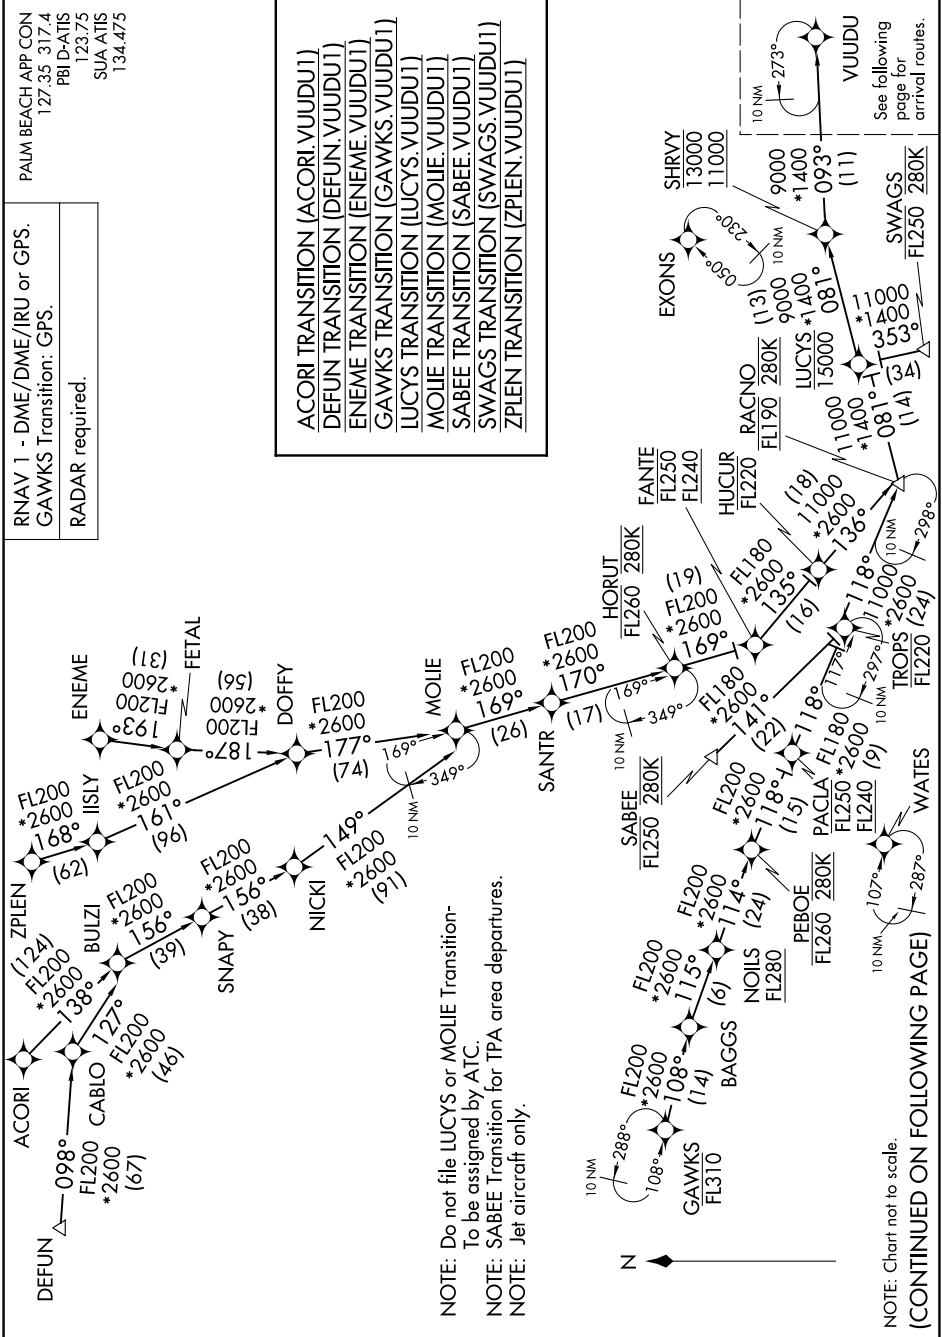 RNAV 1 - DME/DME/IRU or GPS.
GAWKS Transition: GPS.
RADAR required.
PALM BEACH APP CON
127.35 317.4
PBI D-ATIS
123.75
SUA ATIS
134.475
ACORI TRANSITION (ACORI.VUUDU1)
DEFUN TRANSITION (DEFUN.VUUDU1)
ENEME TRANSITION (ENEME.VUUDU1)
GAWKS TRANSITION (GAWKS.VUUDU1)
LUCYS TRANSITION (LUCYS.VUUDU1)
MOLIE TRANSITION (MOLIE.VUUDU1)
SABEE TRANSITION (SABEE.VUUDU1)
SWAGS TRANSITION (SWAGS.VUUDU1)
ZPLEN TRANSITION (ZPLEN.VUUDU1)
DEFUN
098°
FL200
*2600
(67)
ACORI
(124)
FL200
*2600
138°
CABLO
127°
FL200
*2600
(46)
BULZI
FL200
*2600
156°
(39)
SNAPY
FL200
*2600
156°
(38)
NICKI
149°
FL200
*2600
(91)
ZPLEN
FL200
*2600
168°
(62)
IISLY
FL200
*2600
161°
(96)
ENEME
193°
FL200
*2600
(31)
FETAL
187°
FL200
*2600
(56)
DOFFY
FL200
*2600
177°
(74)
MOLIE
169°
349°
10 NM
FL200
*2600
169°
(26)
SANTR
FL200
*2600
170°
(17)
HORUT
FL260 280K
169°
349°
10 NM
(19)
FL200
*2600
169°
FANTE
FL250
FL240
FL180
*2600
135°
(16)
HUCUR
FL220
(18)
11000
*2600
136°
RACNO
FL190 280K
10 NM
298°
11000
*1400
081°
(14)
LUCYS
15000
(13)
9000
*1400
081°
SHRVY
13000
11000
9000
*1400
093°
(11)
VUUDU
273°
10 NM
See following
page for
arrival routes.
EXONS
050°
230°
10 NM
SWAGS
FL250 280K
11000
*1400
353°
(34)
GAWKS
FL310
108°
288°
10 NM
FL200
*2600
108°
(14)
BAGGS
FL200
*2600
115°
(6)
NOILS
FL280
FL200
*2600
114°
(24)
PEBOE
FL260 280K
FL200
*2600
118°
(15)
PACLA
FL250
FL240
118°
FL180
*2600
(9)
SABEE
FL250 280K
FL180
*2600
141°
(22)
TROPS
FL220
117°
297°
10 NM
118°
11000
*2600
(24)
WATES
107°
287°
10 NM
NOTE: Do not file LUCYS or MOLIE Transition-
To be assigned by ATC.
NOTE: SABEE Transition for TPA area departures.
NOTE: Jet aircraft only.
N
NOTE: Chart not to scale.
(CONTINUED ON FOLLOWING PAGE)